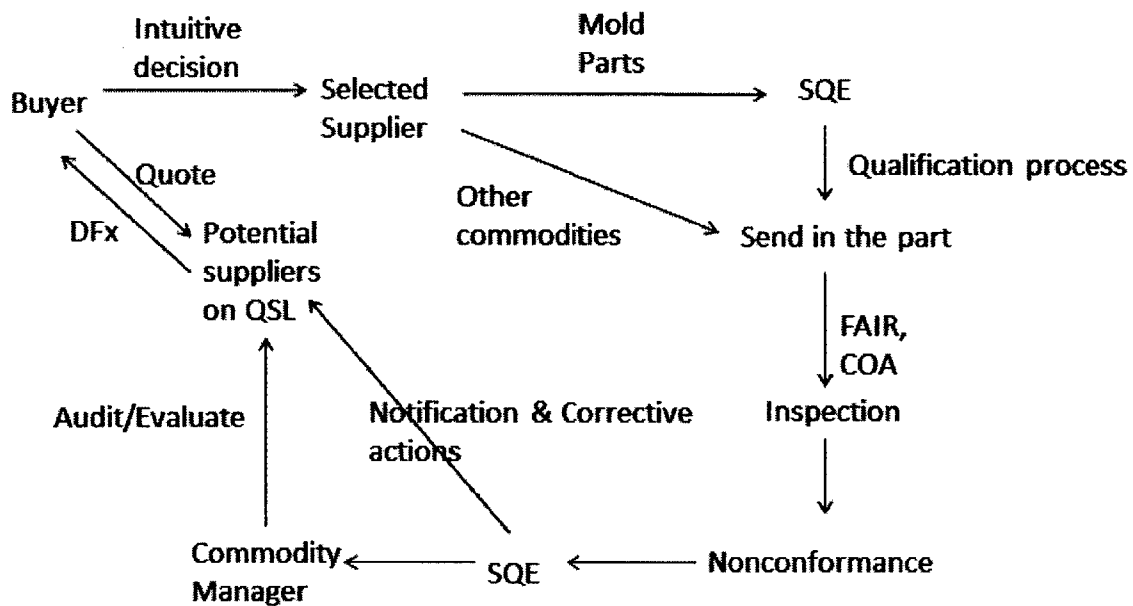 Intuitive
decision
Mold
Parts
Buyer
Selected
Supplier
SQE
Quote
Qualification process
DFx
Potential
suppliers
on QSL
Other
commodities
Send in the part
FAIR,
COA
Audit/Evaluate
Notification & Corrective
actions
Inspection
Commodity
Manager
SQE
Nonconformance